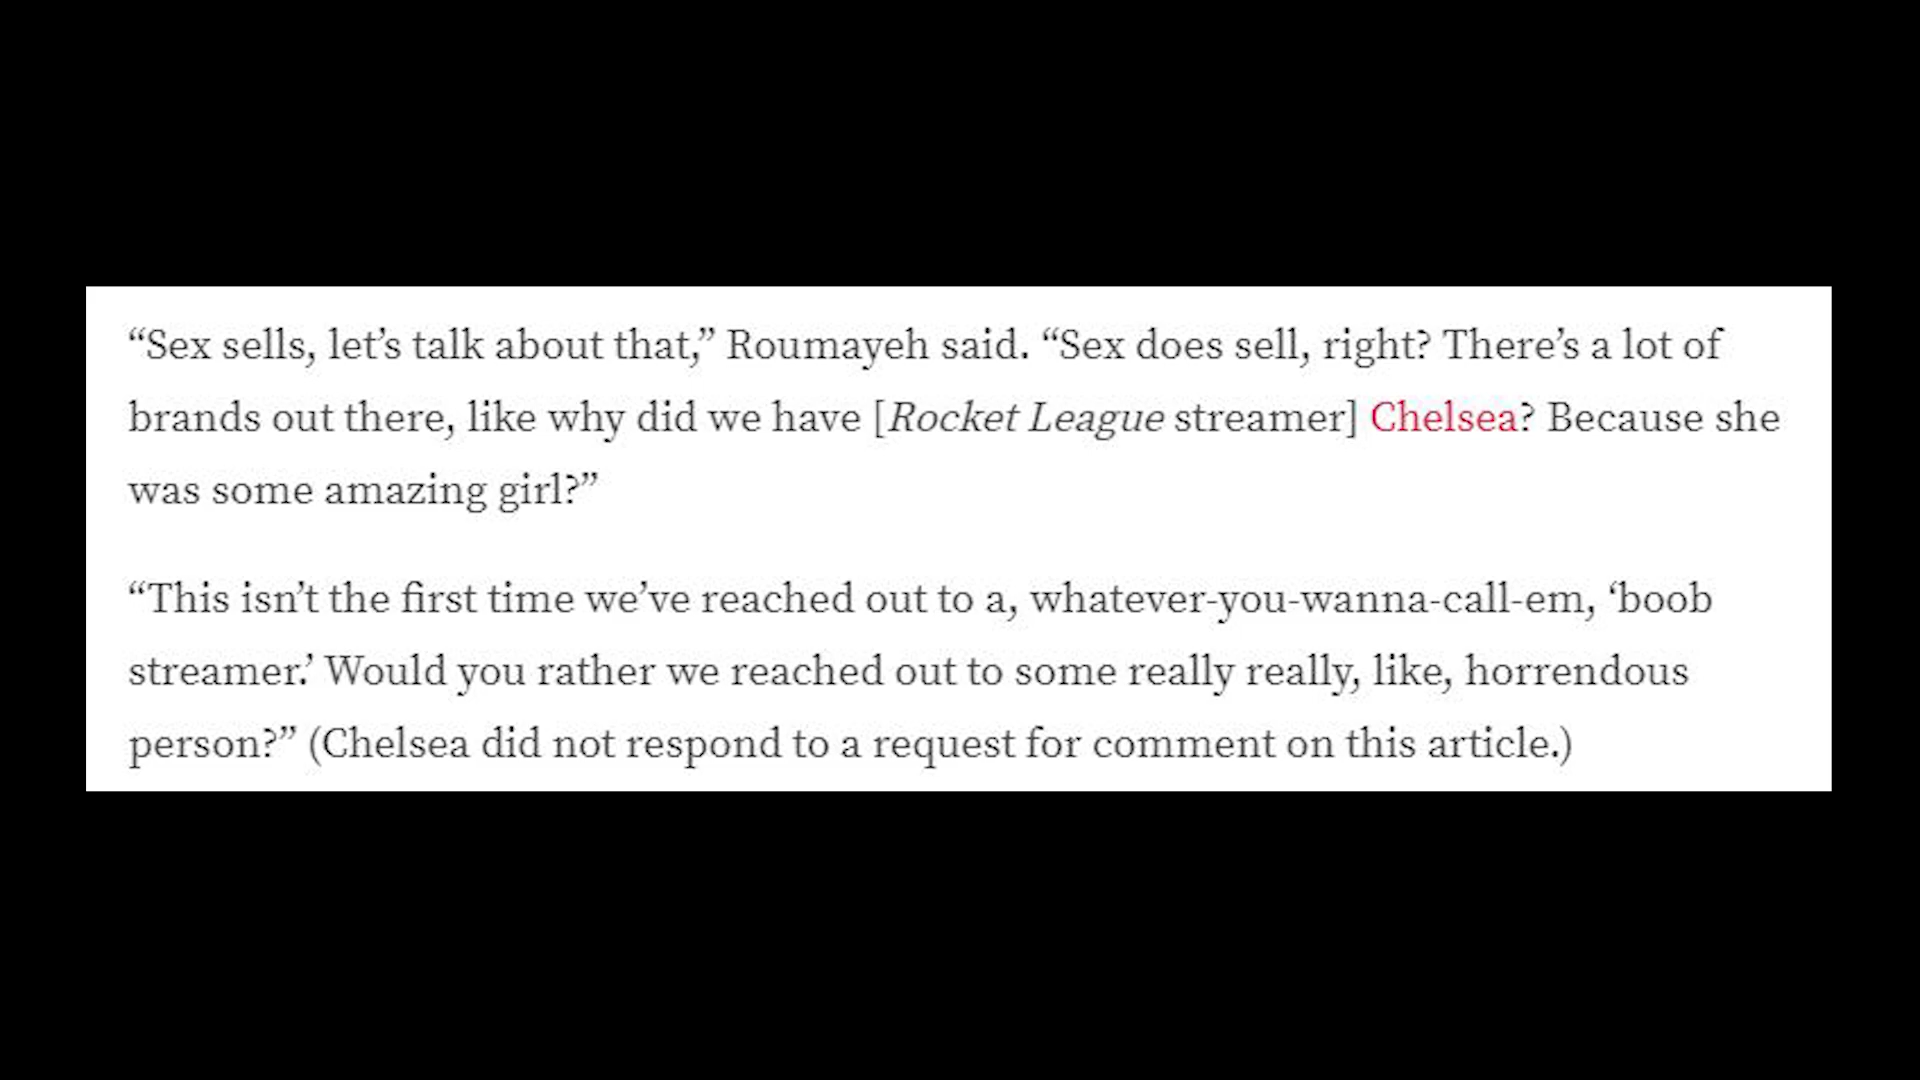 “Sex sells, let’s talk about that,” Roumayeh said. “Sex does sell, right? There’s a lot of
brands out there, like why did we have [Rocket League streamer] Chelsea? Because she
was some amazing girl?”
“This isn’t the first time we’ve reached out to a, whatever-you-wanna-call-em, ‘boob
streamer.’ Would you rather we reached out to some really really, like, horrendous
person?” (Chelsea did not respond to a request for comment on this article.)